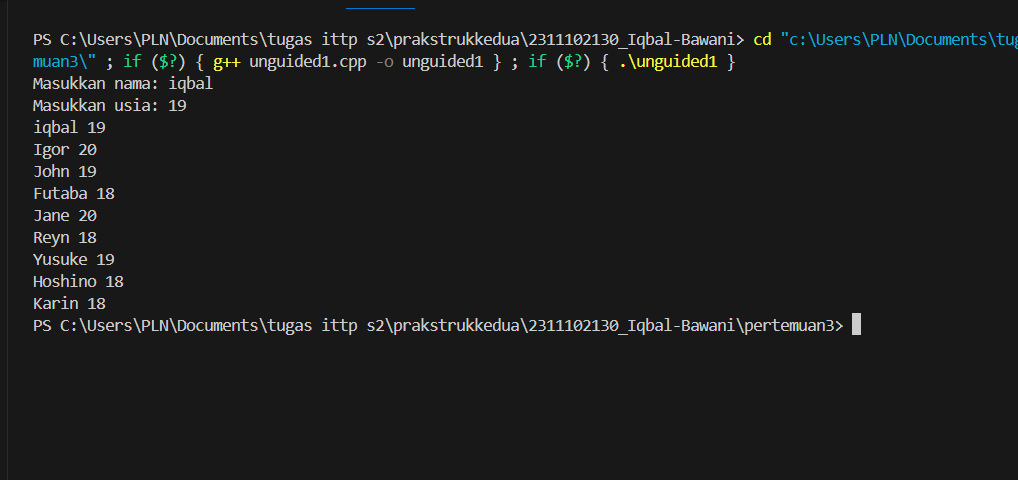 PS C:\Users\PLN\Documents\tugas ittp s2\prakstrukkedua\2311102130_Iqbal-Bawani> cd "c:\Users\PLN\Documents\tug
muan3\" ; if ($?) { g++ unguided1.cpp -o unguided1 } ; if ($?) { .\unguided1 }
Masukkan nama: iqbal
Masukkan usia: 19
iqbal 19
Igor 20
John 19
Futaba 18
Jane 20
Reyn 18
Yusuke 19
Hoshino 18
Karin 18
PS C:\Users\PLN\Documents\tugas ittp s2\prakstrukkedua\2311102130_Iqbal-Bawani\pertemuan3>